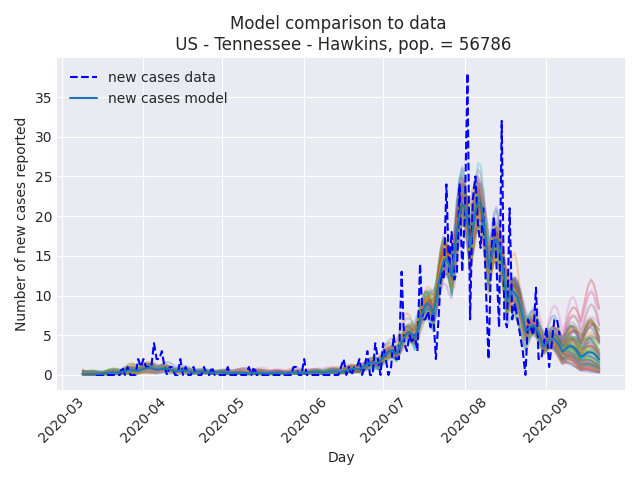 Model comparison to data
US - Tennessee - Hawkins, pop. = 56786
new cases data
new cases model
Number of new cases reported
35
30
25
20
15
10
5
0
2020-03
2020-04
2020-05
2020-06
2020-07
2020-08
2020-09
Day